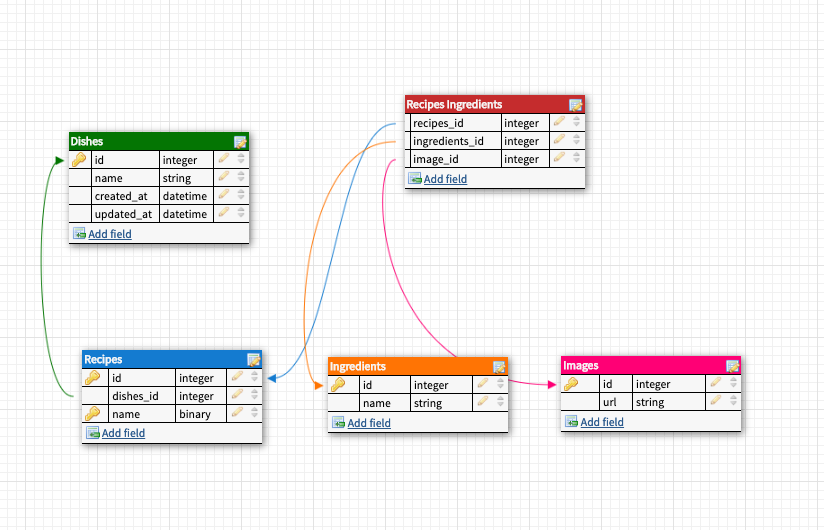 Recipes Ingredients
recipes_id integer
ingredients_id integer
image_id integer
Add field
Dishes
id integer
name string
created_at datetime
updated_at datetime
Add field
Recipes
id integer
dishes_id integer
name binary
Add field
Ingredients
id integer
name string
Add field
Images
id integer
url string
Add field